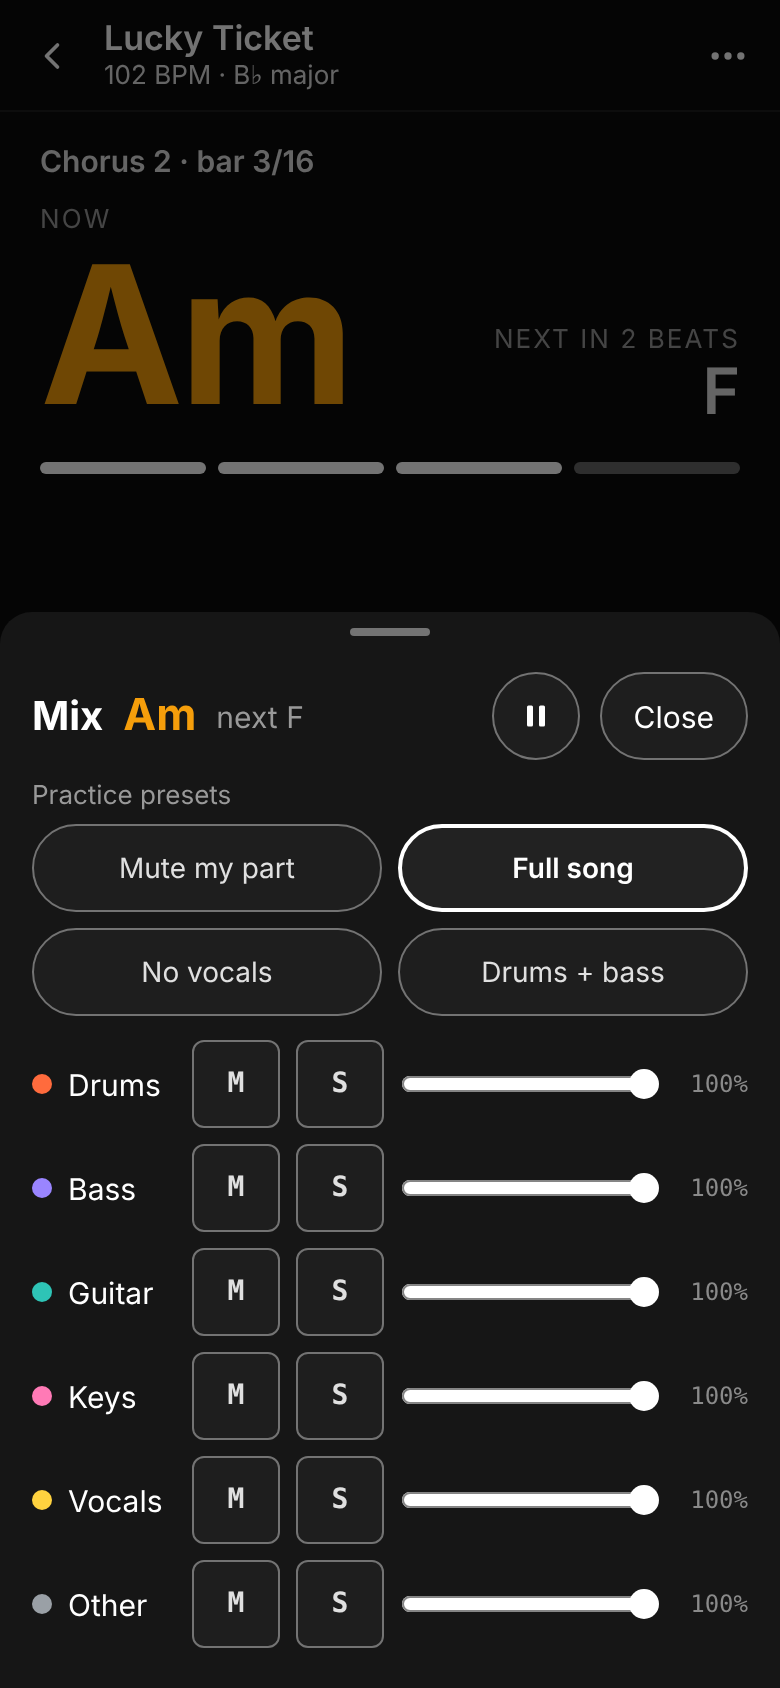 Lucky Ticket
102 BPM · B♭ major
Chorus 2 · bar 3/16
NOW
Am
NEXT IN 2 BEATS
F
Mix Am next F
Close
Practice presets
Mute my part
Full song
No vocals
Drums + bass
Drums M S 100%
Bass M S 100%
Guitar M S 100%
Keys M S 100%
Vocals M S 100%
Other M S 100%